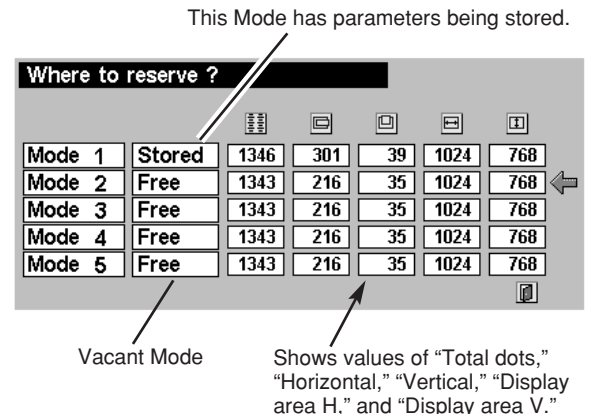 This Mode has parameters being stored.
Where to reserve ?
Mode 1 Stored 1346 301 39 1024 768
Mode 2 Free 1343 216 35 1024 768
Mode 3 Free 1343 216 35 1024 768
Mode 4 Free 1343 216 35 1024 768
Mode 5 Free 1343 216 35 1024 768
Vacant Mode
Shows values of “Total dots,”
“Horizontal,” “Vertical,” “Display
area H,” and “Display area V.”